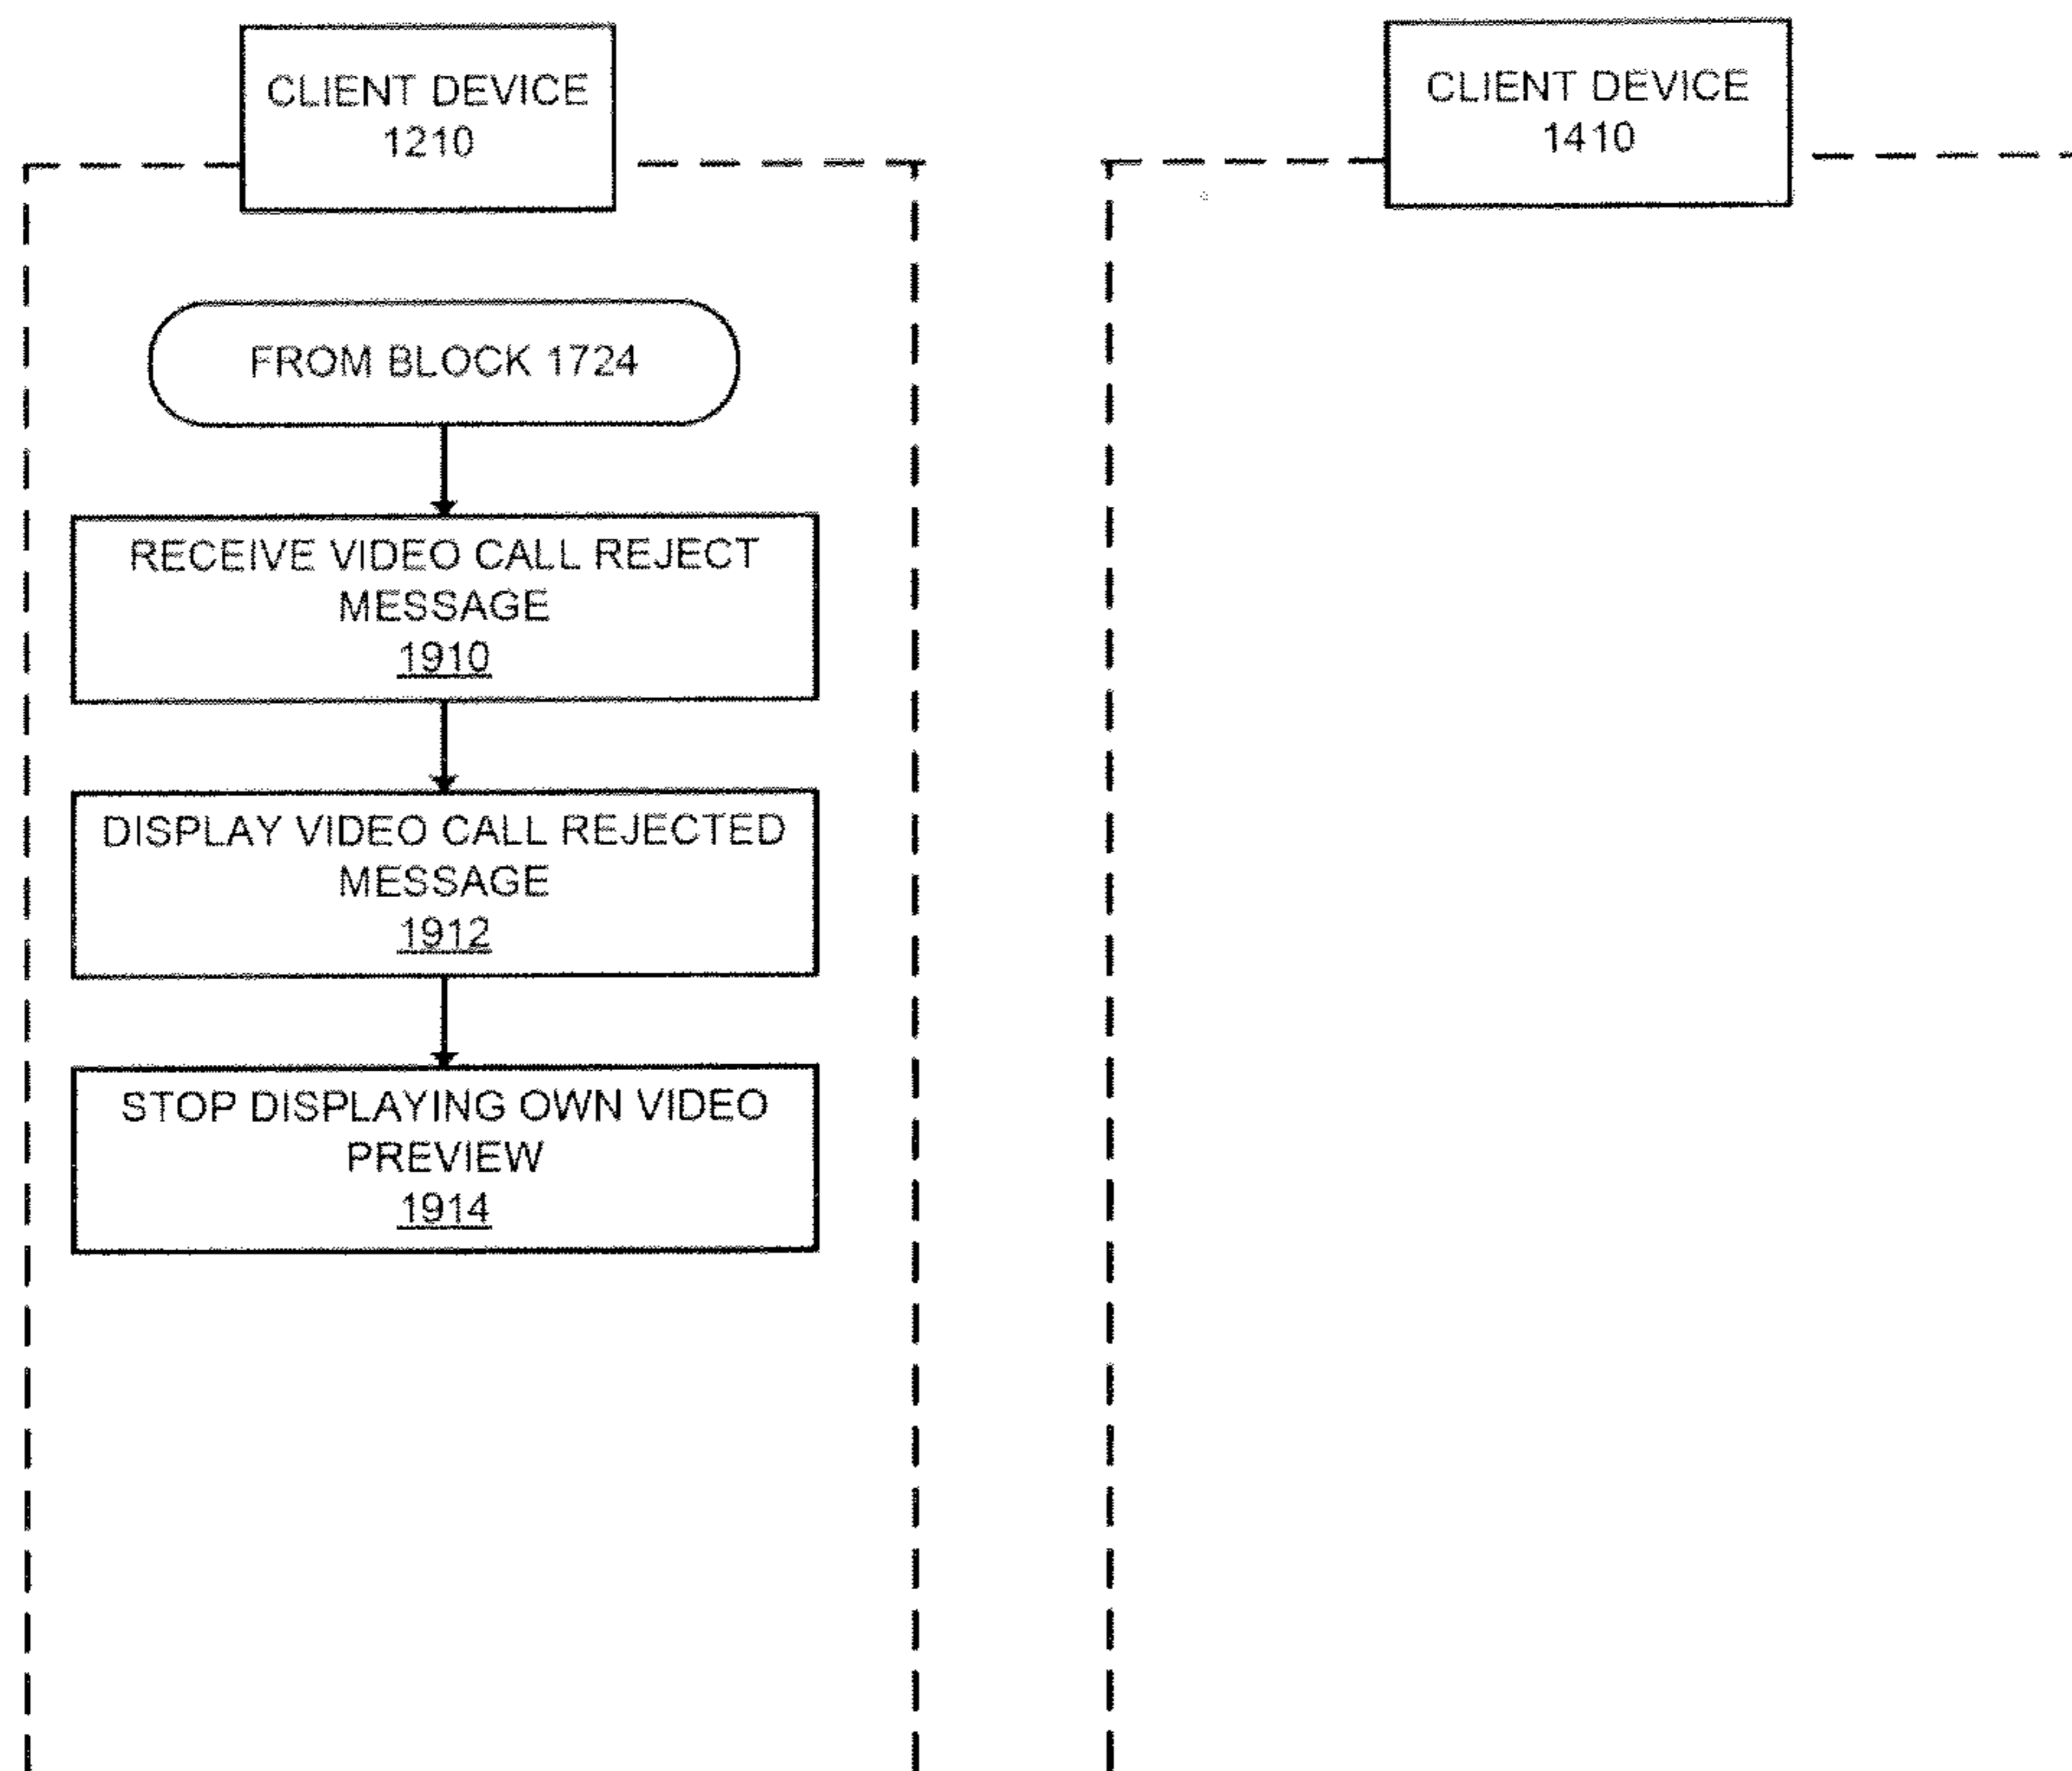 CLIENT DEVICE
1210
CLIENT DEVICE
1410
FROM BLOCK 1724
RECEIVE VIDEO CALL REJECT
MESSAGE
1910
DISPLAY VIDEO CALL REJECTED
MESSAGE
1912
STOP DISPLAYING OWN VIDEO
PREVIEW
1914